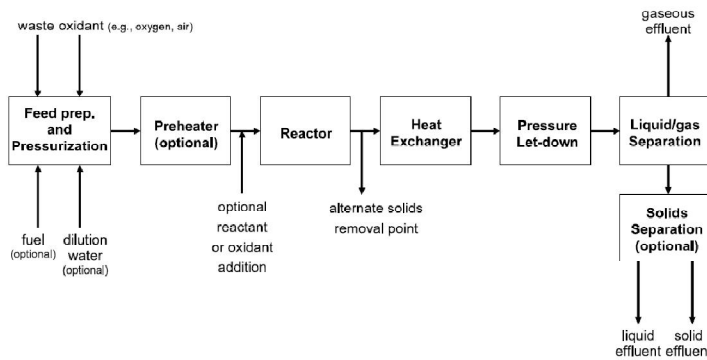 waste oxidant (e.g., oxygen, air)
gaseous
effluent
Feed prep.
and
Pressurization
Preheater
(optional)
Reactor
Heat
Exchanger
Pressure
Let-down
Liquid/gas
Separation
fuel
(optional)
dilution
water
(optional)
optional
reactant
or oxidant
addition
alternate solids
removal point
Solids
Separation
(optional)
liquid
effluent
solid
effluen